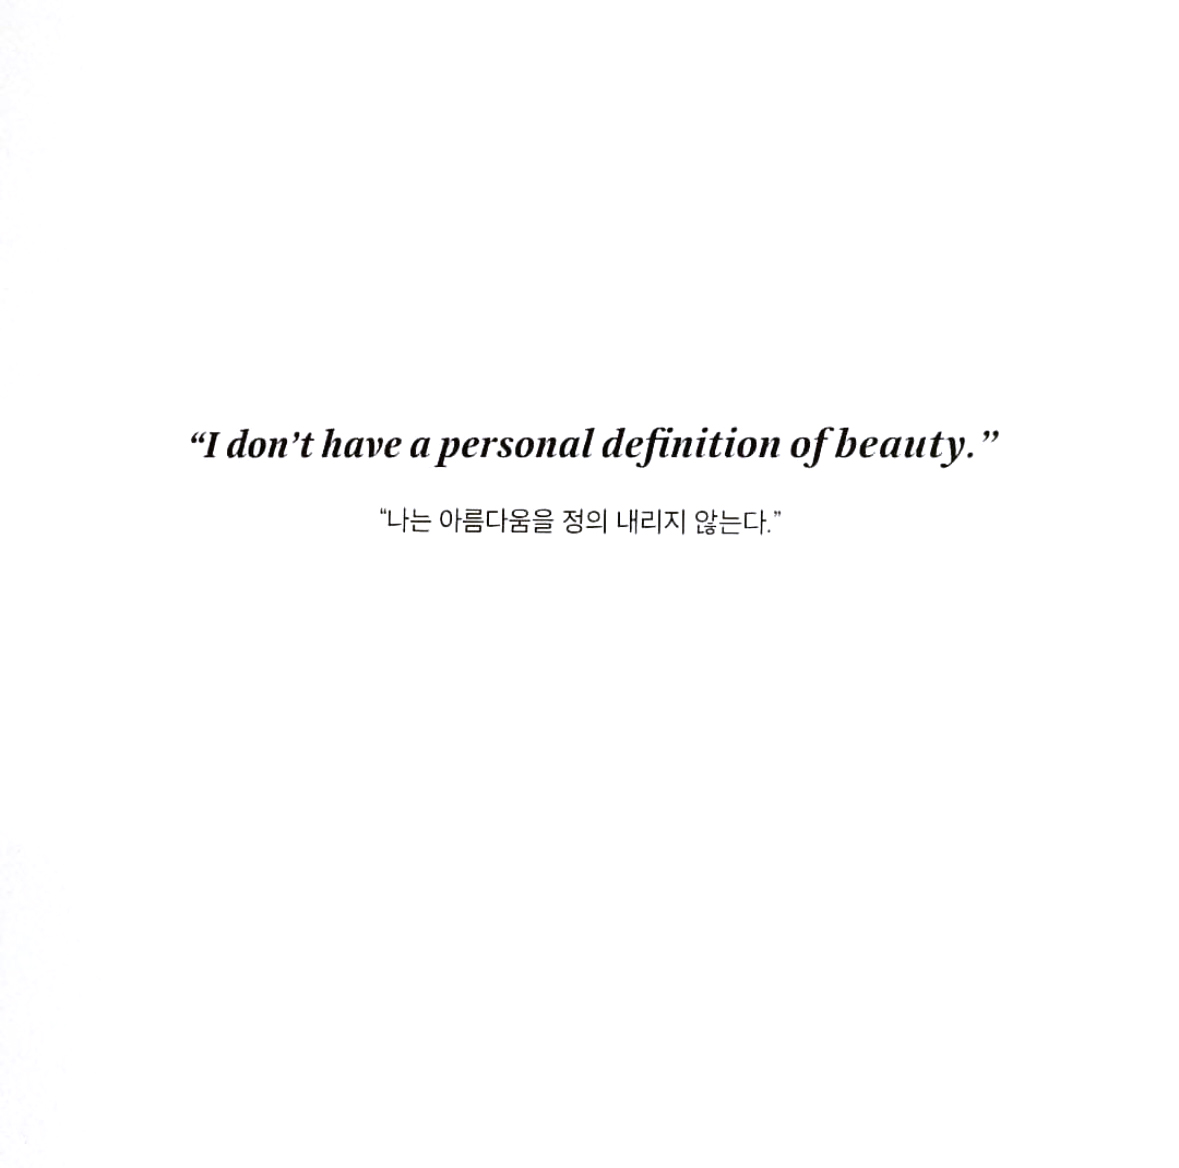 “I don’t have a personal definition of beauty.”
“나는 아름다움을 정의 내리지 않는다.”